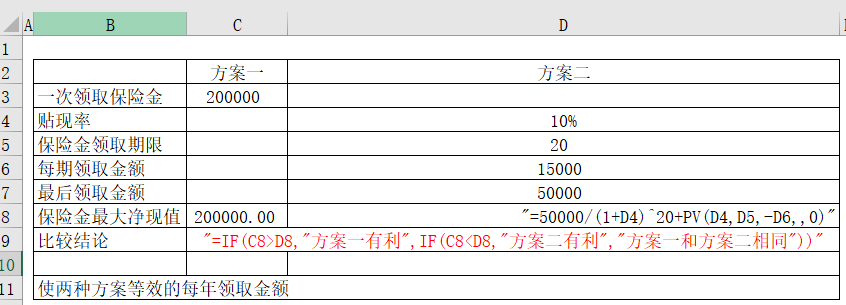 A B C D
1
2 方案一 方案二
3 一次领取保险金 200000
4 贴现率 10%
5 保险金领取期限 20
6 每期领取金额 15000
7 最后领取金额 50000
8 保险金最大净现值 200000.00 "=50000/(1+D4)^20+PV(D4,D5,-D6,,0)"
9 比较结论 "=IF(C8>D8,"方案一有利",IF(C8<D8,"方案二有利","方案一和方案二相同"))"
10
11 使两种方案等效的每年领取金额